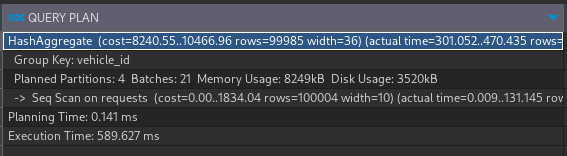 ABC QUERY PLAN
HashAggregate (cost=8240.55..10466.96 rows=99985 width=36) (actual time=301.052..470.435 rows=
Group Key: vehicle_id
Planned Partitions: 4 Batches: 21 Memory Usage: 8249kB Disk Usage: 3520kB
-> Seq Scan on requests (cost=0.00..1834.04 rows=100004 width=10) (actual time=0.009..131.145 row
Planning Time: 0.141 ms
Execution Time: 589.627 ms